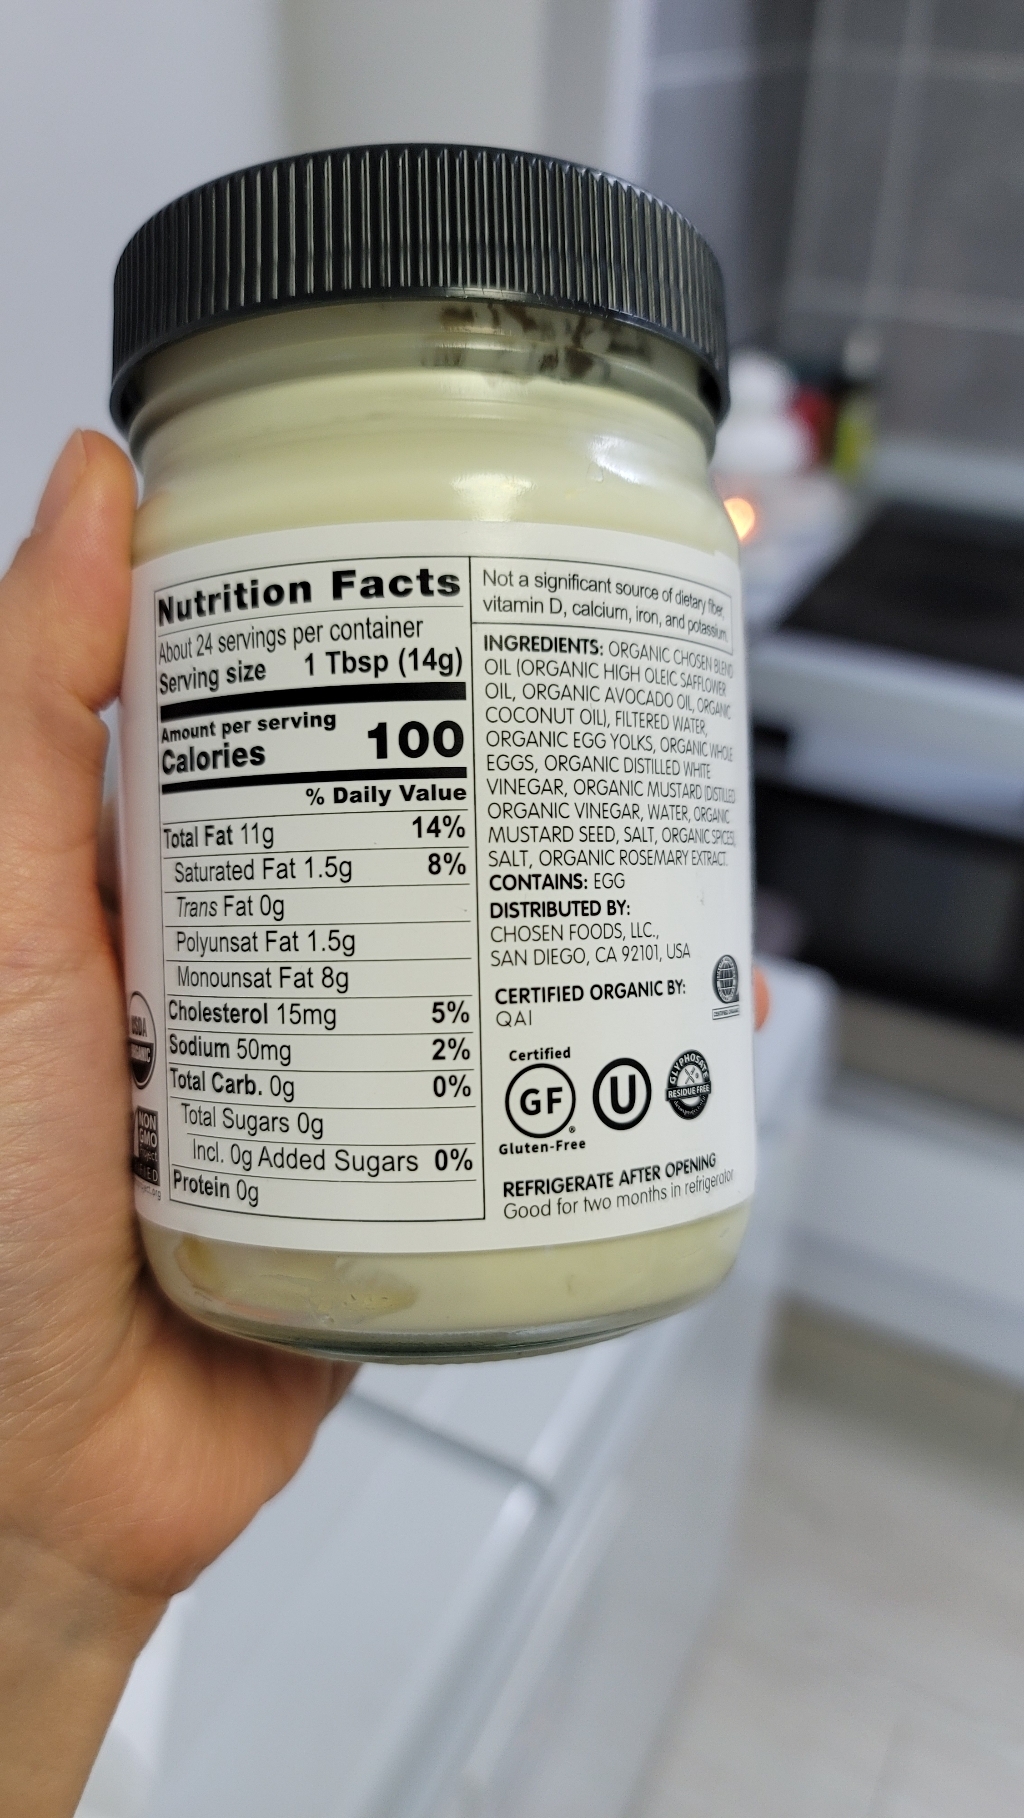 Nutrition Facts
About 24 servings per container
Serving size 1 Tbsp (14g)
Amount per serving
Calories 100
% Daily Value
Total Fat 11g 14%
Saturated Fat 1.5g 8%
Trans Fat 0g
Polyunsat Fat 1.5g
Monounsat Fat 8g
Cholesterol 15mg 5%
Sodium 50mg 2%
Total Carb. 0g 0%
Total Sugars 0g
Incl. 0g Added Sugars 0%
Protein 0g
Not a significant source of dietary fiber,
vitamin D, calcium, iron, and potassium.
INGREDIENTS: ORGANIC CHOSEN BLEND
OIL (ORGANIC HIGH OLEIC SAFFLOWER
OIL, ORGANIC AVOCADO OIL, ORGANIC
COCONUT OIL), FILTERED WATER,
ORGANIC EGG YOLKS, ORGANIC WHOLE
EGGS, ORGANIC DISTILLED WHITE
VINEGAR, ORGANIC MUSTARD (DISTILLED
ORGANIC VINEGAR, WATER, ORGANIC
MUSTARD SEED, SALT, ORGANIC SPICES),
SALT, ORGANIC ROSEMARY EXTRACT.
CONTAINS: EGG
DISTRIBUTED BY:
CHOSEN FOODS, LLC.,
SAN DIEGO, CA 92101, USA
CERTIFIED ORGANIC BY:
QAI
Certified
GF
Gluten-Free
U
GLYPHOSATE
RESIDUE FREE
REFRIGERATE AFTER OPENING
Good for two months in refrigerator
USDA
ORGANIC
NON
GMO